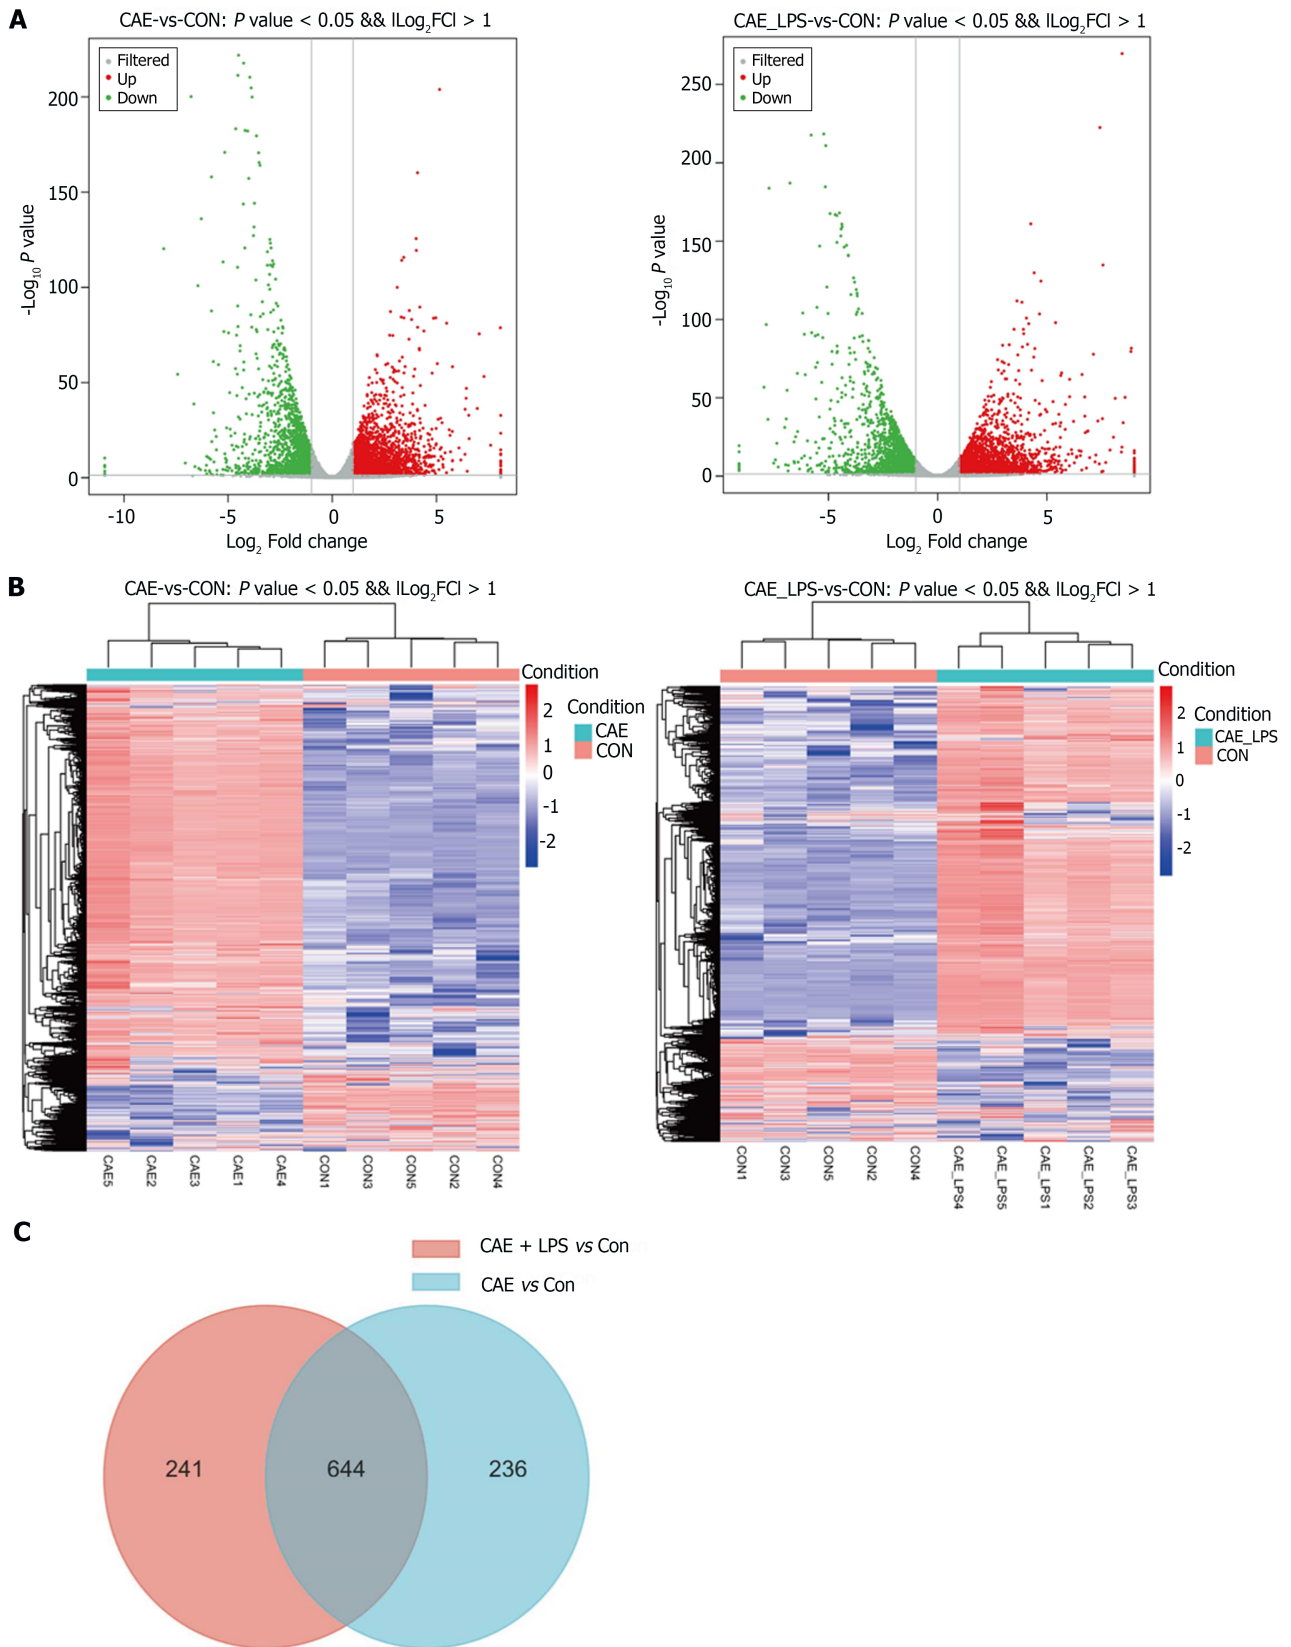 A
CAE-vs-CON: P value < 0.05 && lLog2FCl > 1
Filtered
Up
Down
200
150
100
50
0
-Log10 P value
-10 -5 0 5
Log2 Fold change
CAE_LPS-vs-CON: P value < 0.05 && lLog2FCl > 1
Filtered
Up
Down
250
200
150
100
50
0
-Log10 P value
-5 0 5
Log2 Fold change
B
CAE-vs-CON: P value < 0.05 && lLog2FCl > 1
Condition
2
1
0
-1
-2
Condition
CAE
CON
CAE5 CAE2 CAE3 CAE1 CAE4 CON1 CON3 CON5 CON2 CON4
CAE_LPS-vs-CON: P value < 0.05 && lLog2FCl > 1
Condition
2
1
0
-1
-2
Condition
CAE_LPS
CON
CON1 CON3 CON5 CON2 CON4 CAE_LPS4 CAE_LPS5 CAE_LPS1 CAE_LPS2 CAE_LPS3
C
CAE + LPS vs Con
CAE vs Con
241 644 236